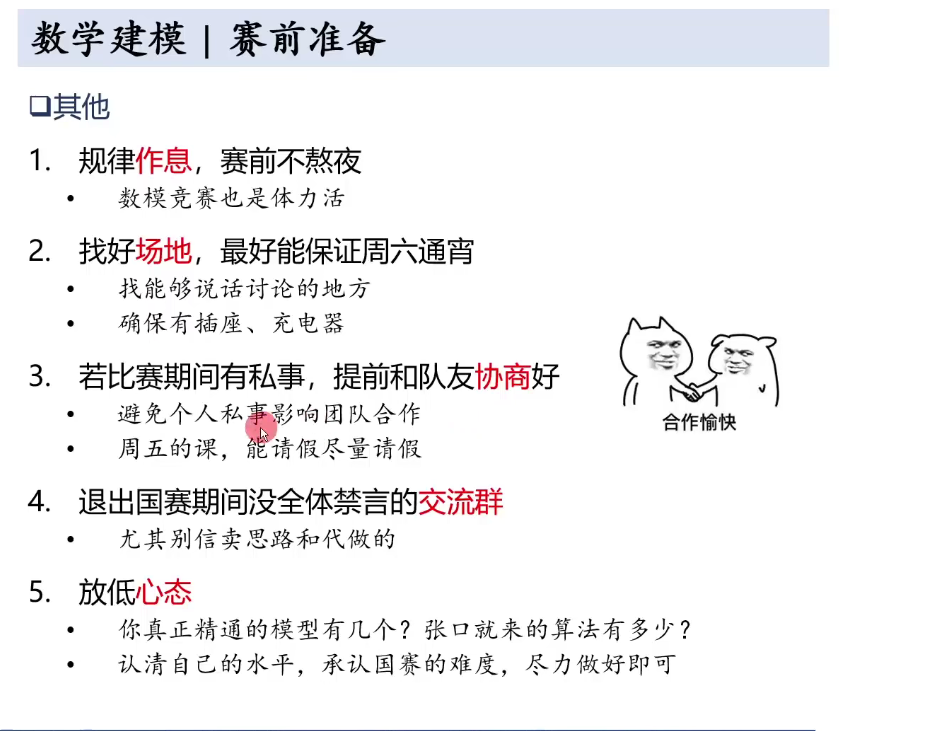 数学建模 | 赛前准备
❑其他
1. 规律作息，赛前不熬夜
• 数模竞赛也是体力活
2. 找好场地，最好能保证周六通宵
• 找能够说话讨论的地方
• 确保有插座、充电器
3. 若比赛期间有私事，提前和队友协商好
• 避免个人私事影响团队合作
• 周五的课，能请假尽量请假
合作愉快
4. 退出国赛期间没全体禁言的交流群
• 尤其别信卖思路和代做的
5. 放低心态
• 你真正精通的模型有几个？张口就来的算法有多少？
• 认清自己的水平，承认国赛的难度，尽力做好即可